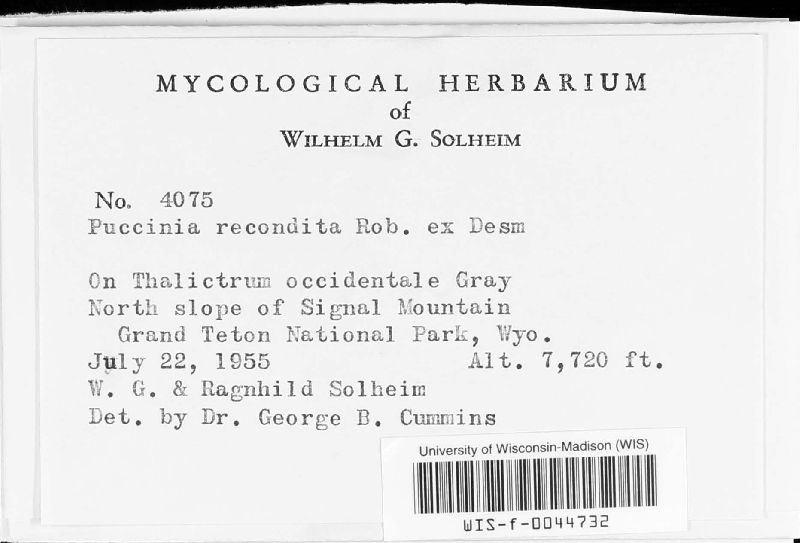 MYCOLOGICAL HERBARIUM
of
WILHELM G. SOLHEIM
No. 4075
Puccinia recondita Rob. ex Desm
On Thalictrum occidentale Gray
North slope of Signal Mountain
Grand Teton National Park, Wyo.
July 22, 1955 Alt. 7,720 ft.
W. G. & Ragnhild Solheim
Det. by Dr. George B. Cummins
University of Wisconsin-Madison (WIS)
WIS-f-0044732